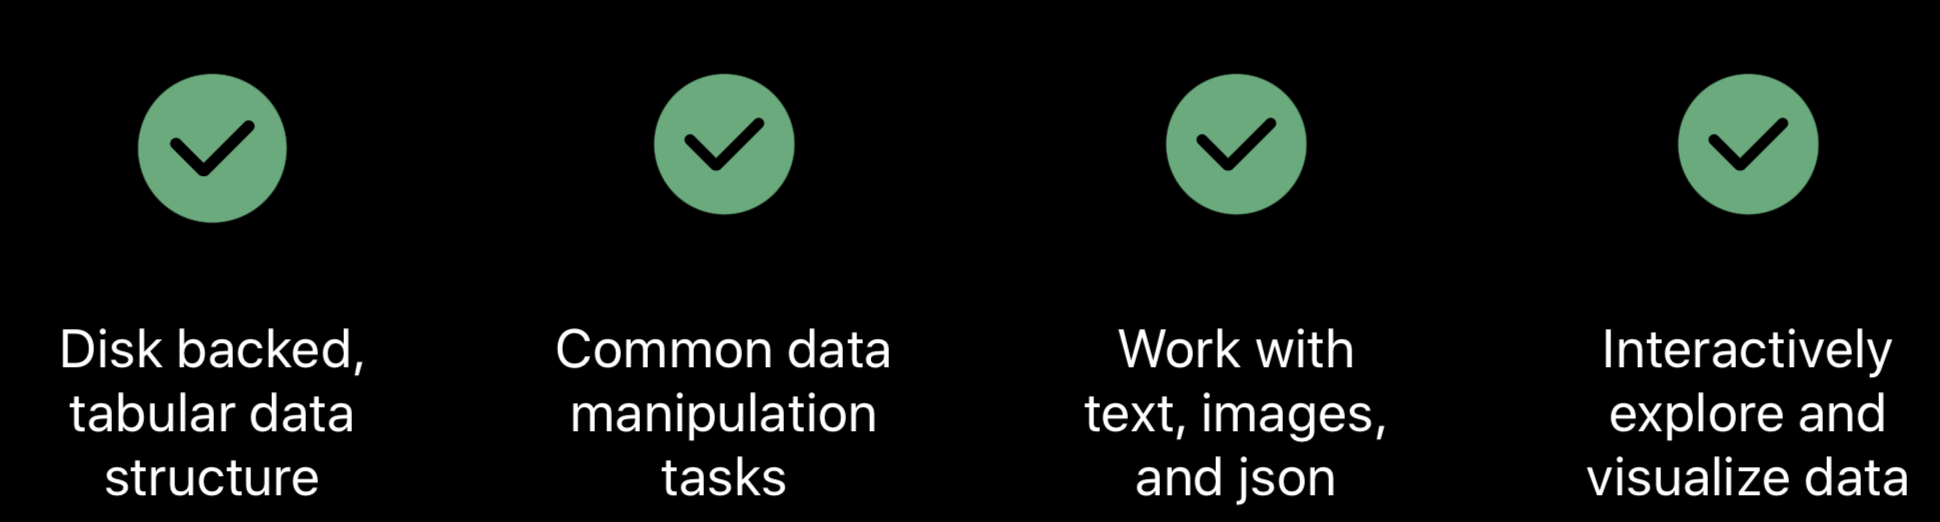 Disk backed,
tabular data
structure
Common data
manipulation
tasks
Work with
text, images,
and json
Interactively
explore and
visualize data